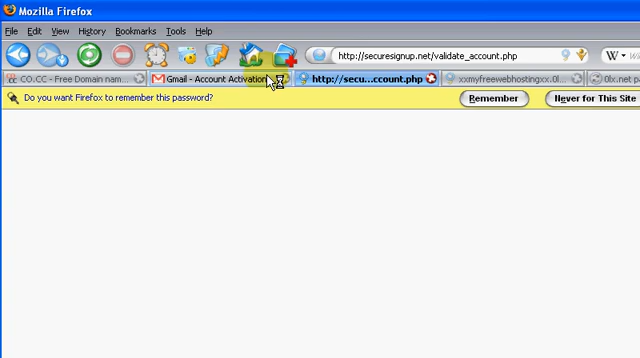 Mozilla Firefox
File Edit View History Bookmarks Tools Help
http://securesignup.net/validate_account.php W
CO.CC - Free Domain nam... Gmail - Account Activation http://secu...ccount.php xxmyfreewebhostingxx.0l... 0lx.net p
Do you want Firefox to remember this password? Remember Never for This Site